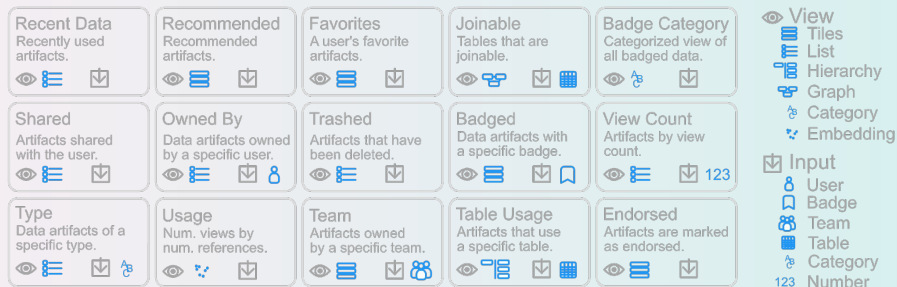 Recent Data
Recently used
artifacts.
Recommended
Recommended
artifacts.
Favorites
A user's favorite
artifacts.
Joinable
Tables that are
joinable.
Badge Category
Categorized view of
all badged data.
A B C
Shared
Artifacts shared
with the user.
Owned By
Data artifacts owned
by a specific user.
Trashed
Artifacts that have
been deleted.
Badged
Data artifacts with
a specific badge.
View Count
Artifacts by view
count.
123
Type
Data artifacts of a
specific type.
A B C
Usage
Num. views by
num. references.
Team
Artifacts owned
by a specific team.
Table Usage
Artifacts that use
a specific table.
Endorsed
Artifacts are marked
as endorsed.
View
Tiles
List
Hierarchy
Graph
A B C Category
Embedding
Input
User
Badge
Team
Table
A B C Category
123 Number